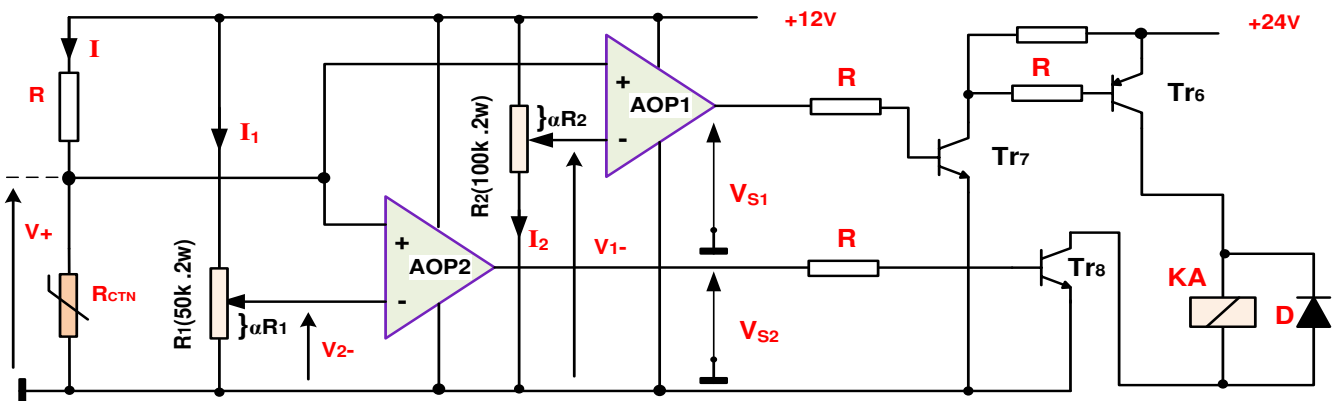 +12V
+24V
I
R
I1
R2(100k .2w)
}αR2
+
AOP1
-
R
R
Tr6
Tr7
V+
RCTN
R1(50k .2w)
}αR1
V2-
+
AOP2
-
I2
V1-
VS1
R
VS2
Tr8
KA
D